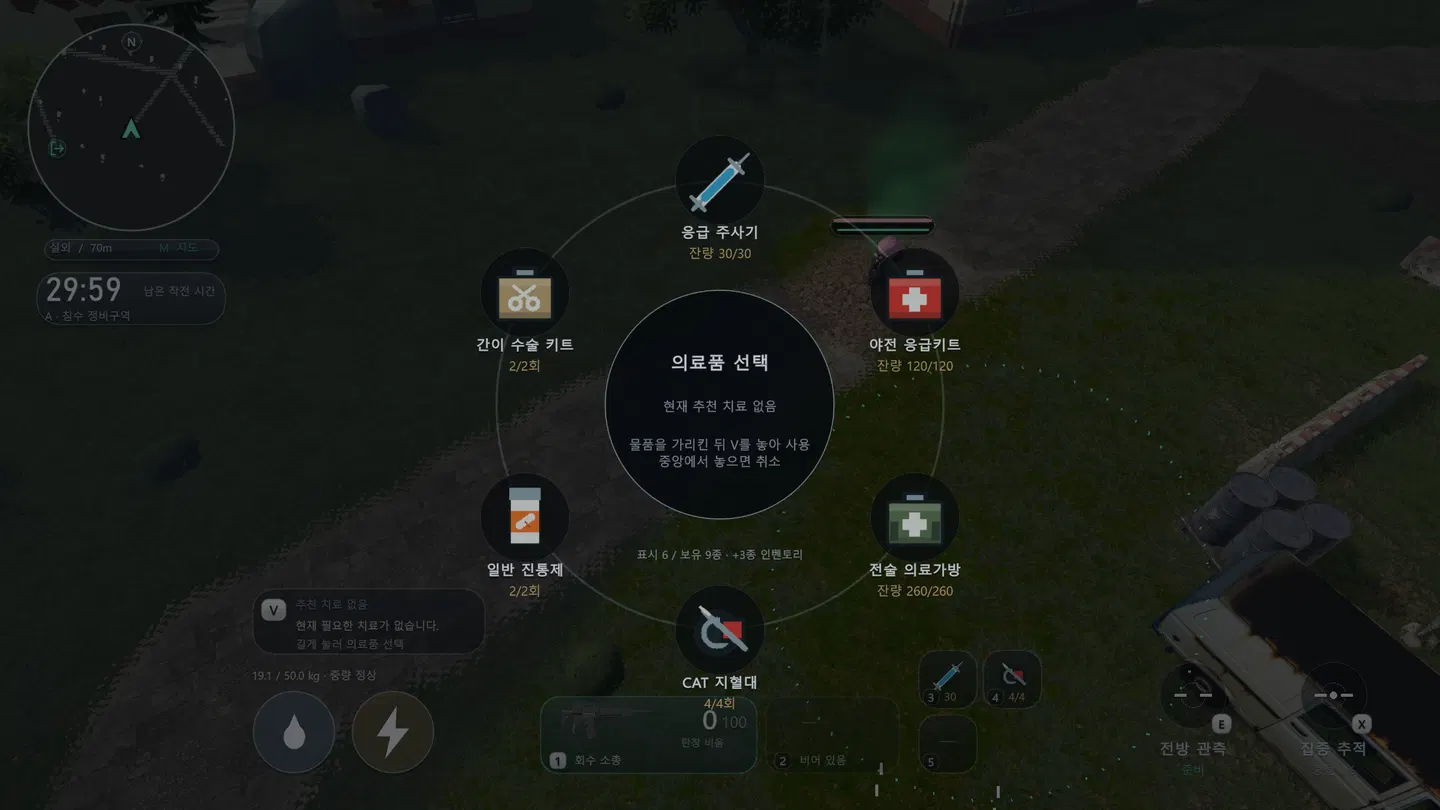 N
실외 / 70m
M 지도
29:59
남은 작전 시간
A · 침수 정비구역
응급 주사기
잔량 30/30
간이 수술 키트
2/2회
야전 응급키트
잔량 120/120
의료품 선택
현재 추천 치료 없음
물품을 가리킨 뒤 V를 놓아 사용
중앙에서 놓으면 취소
일반 진통제
2/2회
표시 6 / 보유 9종 · +3종 인벤토리
전술 의료가방
잔량 260/260
CAT 지혈대
4/4회
V
추천 치료 없음
현재 필요한 치료가 없습니다.
길게 눌러 의료품 선택
19.1 / 50.0 kg · 중량 정상
0 100
탄창 비움
1 회수 소총
2 비어 있음
3 30
4 4/4
5
E
전방 관측
준비
X
집중 추적